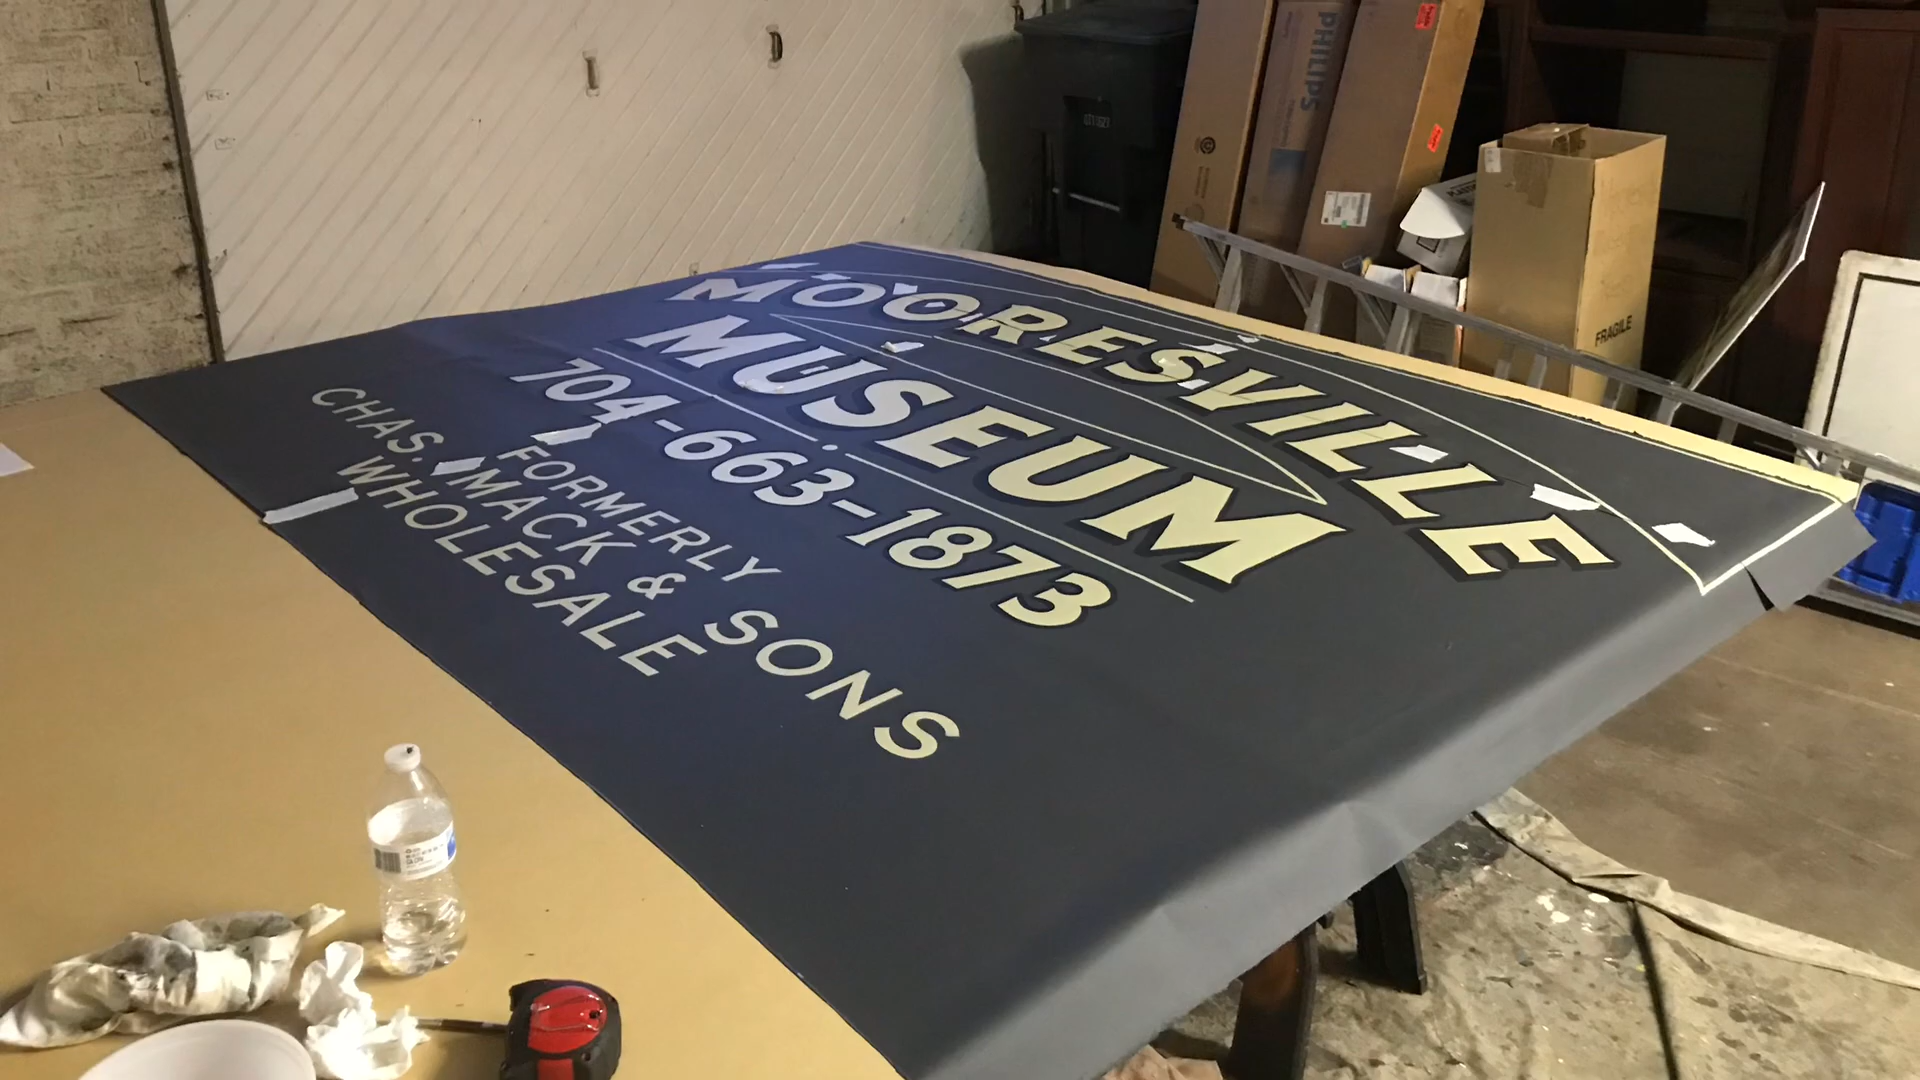 MOORESVILLE
MUSEUM
704-663-1873
FORMERLY
CHAS. MACK & SONS
WHOLESALE
PHILIPS
FRAGILE